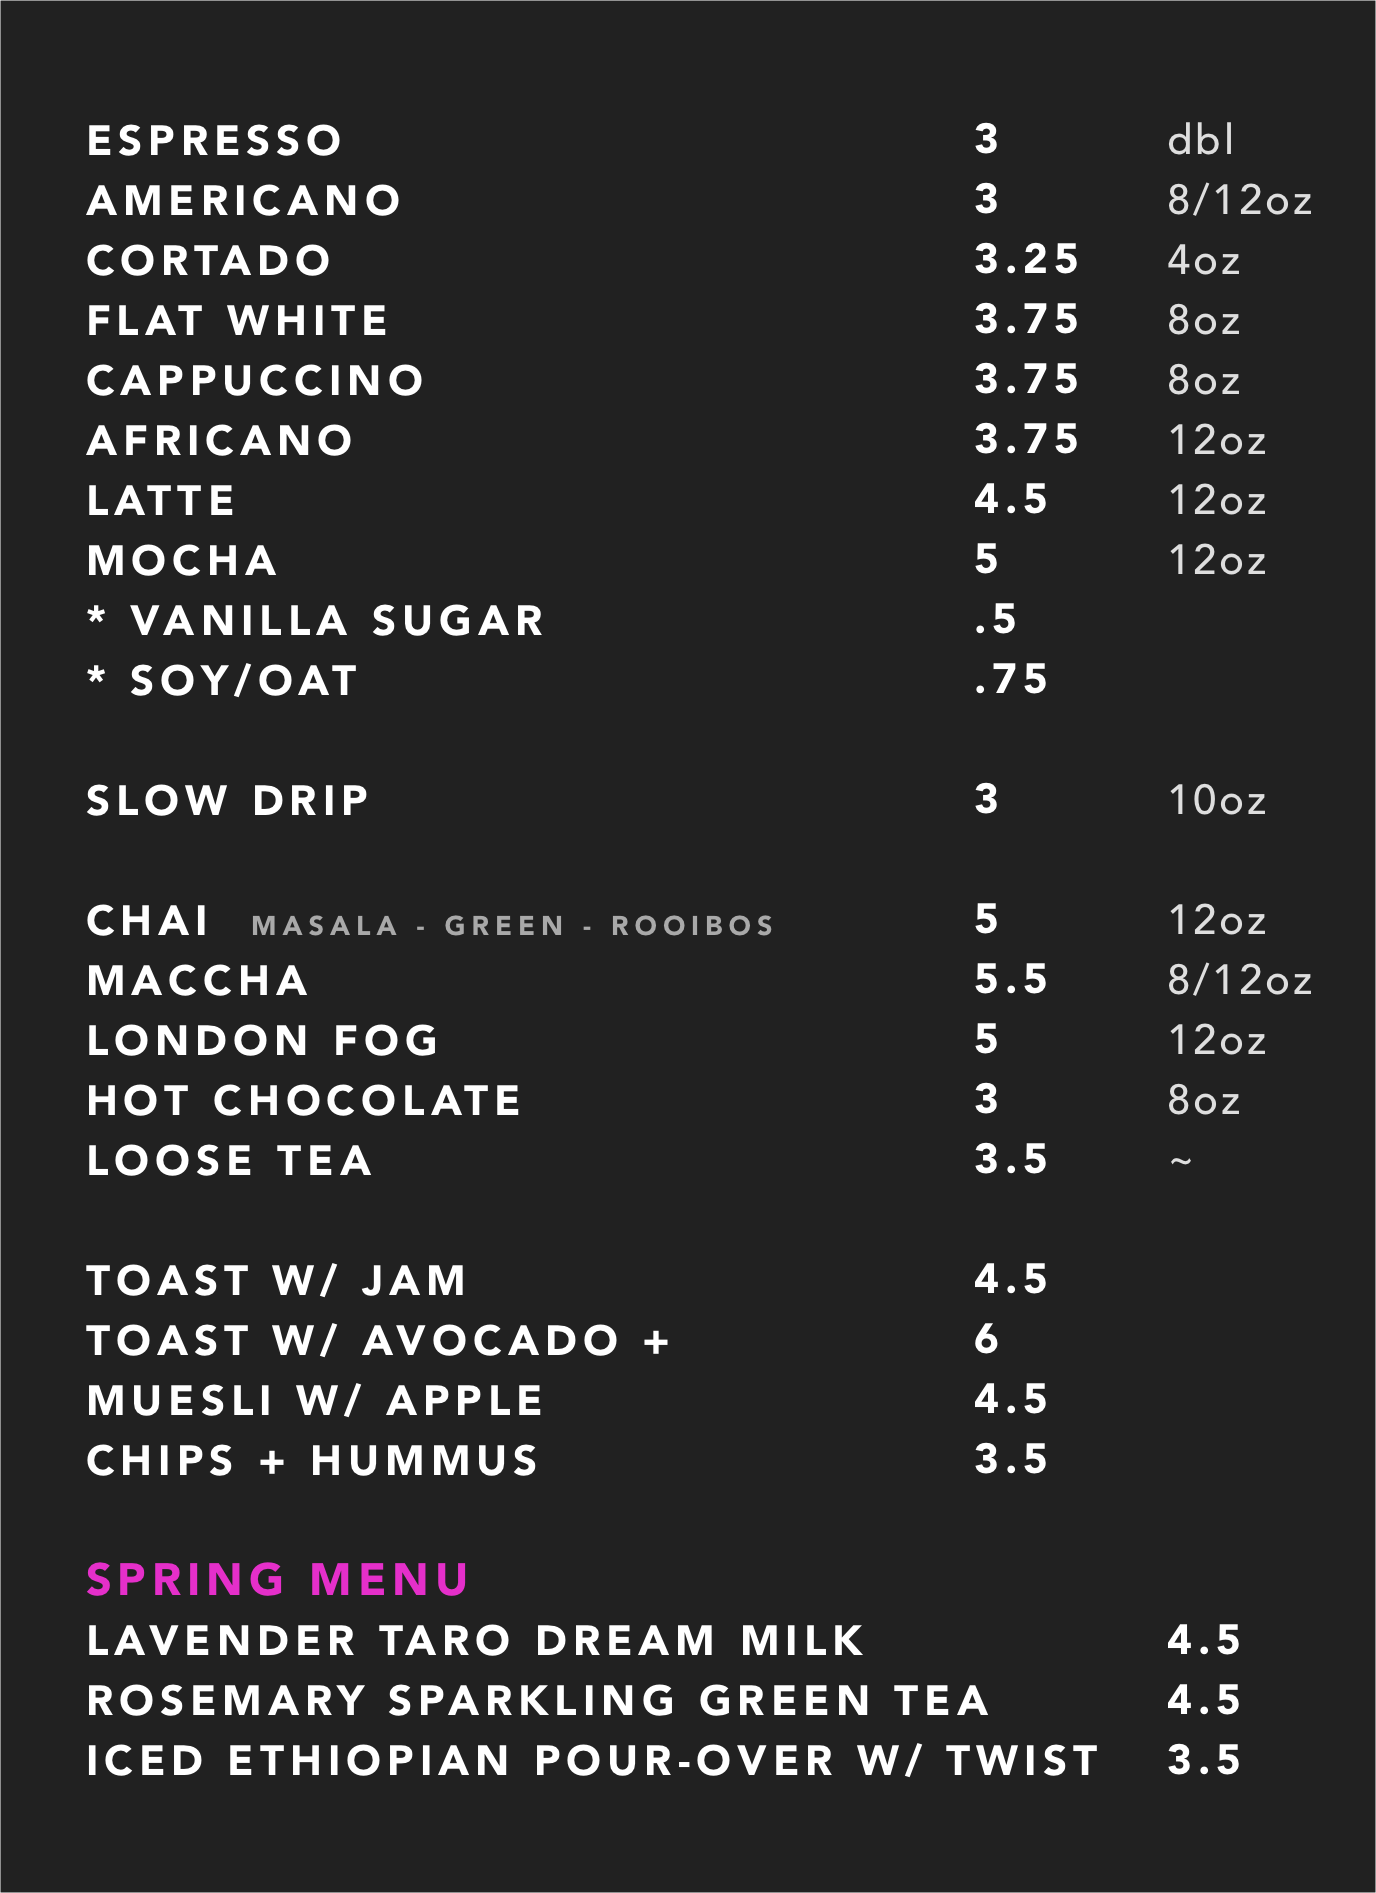 ESPRESSO 3 dbl
AMERICANO 3 8/12oz
CORTADO 3.25 4oz
FLAT WHITE 3.75 8oz
CAPPUCCINO 3.75 8oz
AFRICANO 3.75 12oz
LATTE 4.5 12oz
MOCHA 5 12oz
* VANILLA SUGAR .5
* SOY/OAT .75
SLOW DRIP 3 10oz
CHAI MASALA - GREEN - ROOIBOS 5 12oz
MACCHA 5.5 8/12oz
LONDON FOG 5 12oz
HOT CHOCOLATE 3 8oz
LOOSE TEA 3.5 ~
TOAST W/ JAM 4.5
TOAST W/ AVOCADO + 6
MUESLI W/ APPLE 4.5
CHIPS + HUMMUS 3.5
SPRING MENU
LAVENDER TARO DREAM MILK 4.5
ROSEMARY SPARKLING GREEN TEA 4.5
ICED ETHIOPIAN POUR-OVER W/ TWIST 3.5